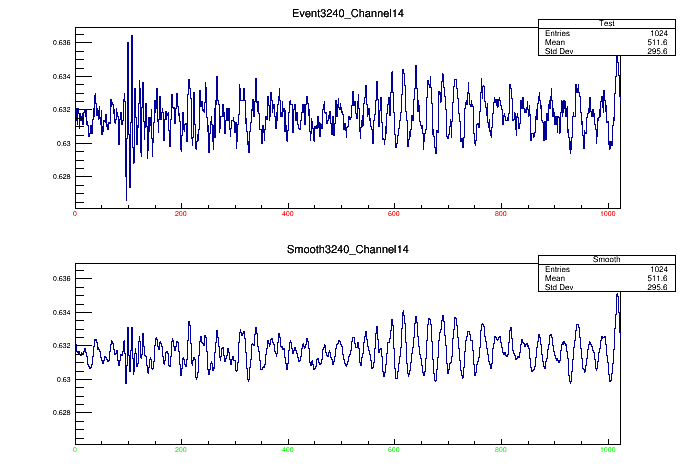 Event3240_Channel14
Test
Entries 1024
Mean 511.6
Std Dev 295.6
0.636
0.634
0.632
0.63
0.628
0 200 400 600 800 1000
Smooth3240_Channel14
Smooth
Entries 1024
Mean 511.6
Std Dev 295.6
0.636
0.634
0.632
0.63
0.628
0 200 400 600 800 1000